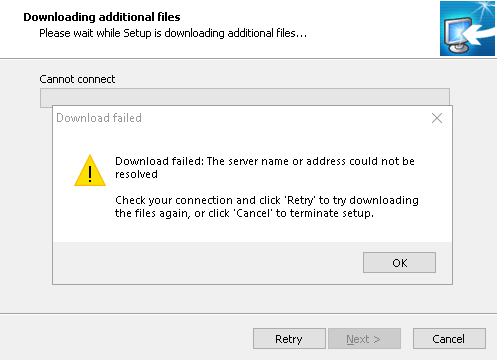 Downloading additional files
Please wait while Setup is downloading additional files...
Cannot connect
Download failed
Download failed: The server name or address could not be
resolved
Check your connection and click 'Retry' to try downloading
the files again, or click 'Cancel' to terminate setup.
OK
Retry
Next >
Cancel